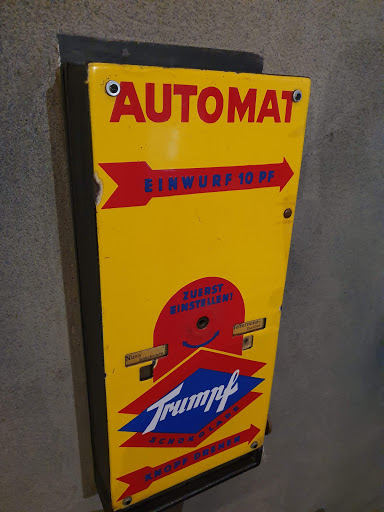 AUTOMAT
EINWURF 10 PF
ZUERST
EINSTELLEN!
Trumpf
SCHOKOLADE
KNOPF DREHEN